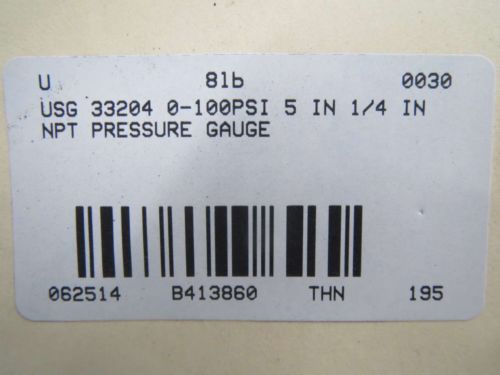 U 81b 0030
USG 33204 0-100PSI 5 IN 1/4 IN
NPT PRESSURE GAUGE
062514 B413860 THN 195